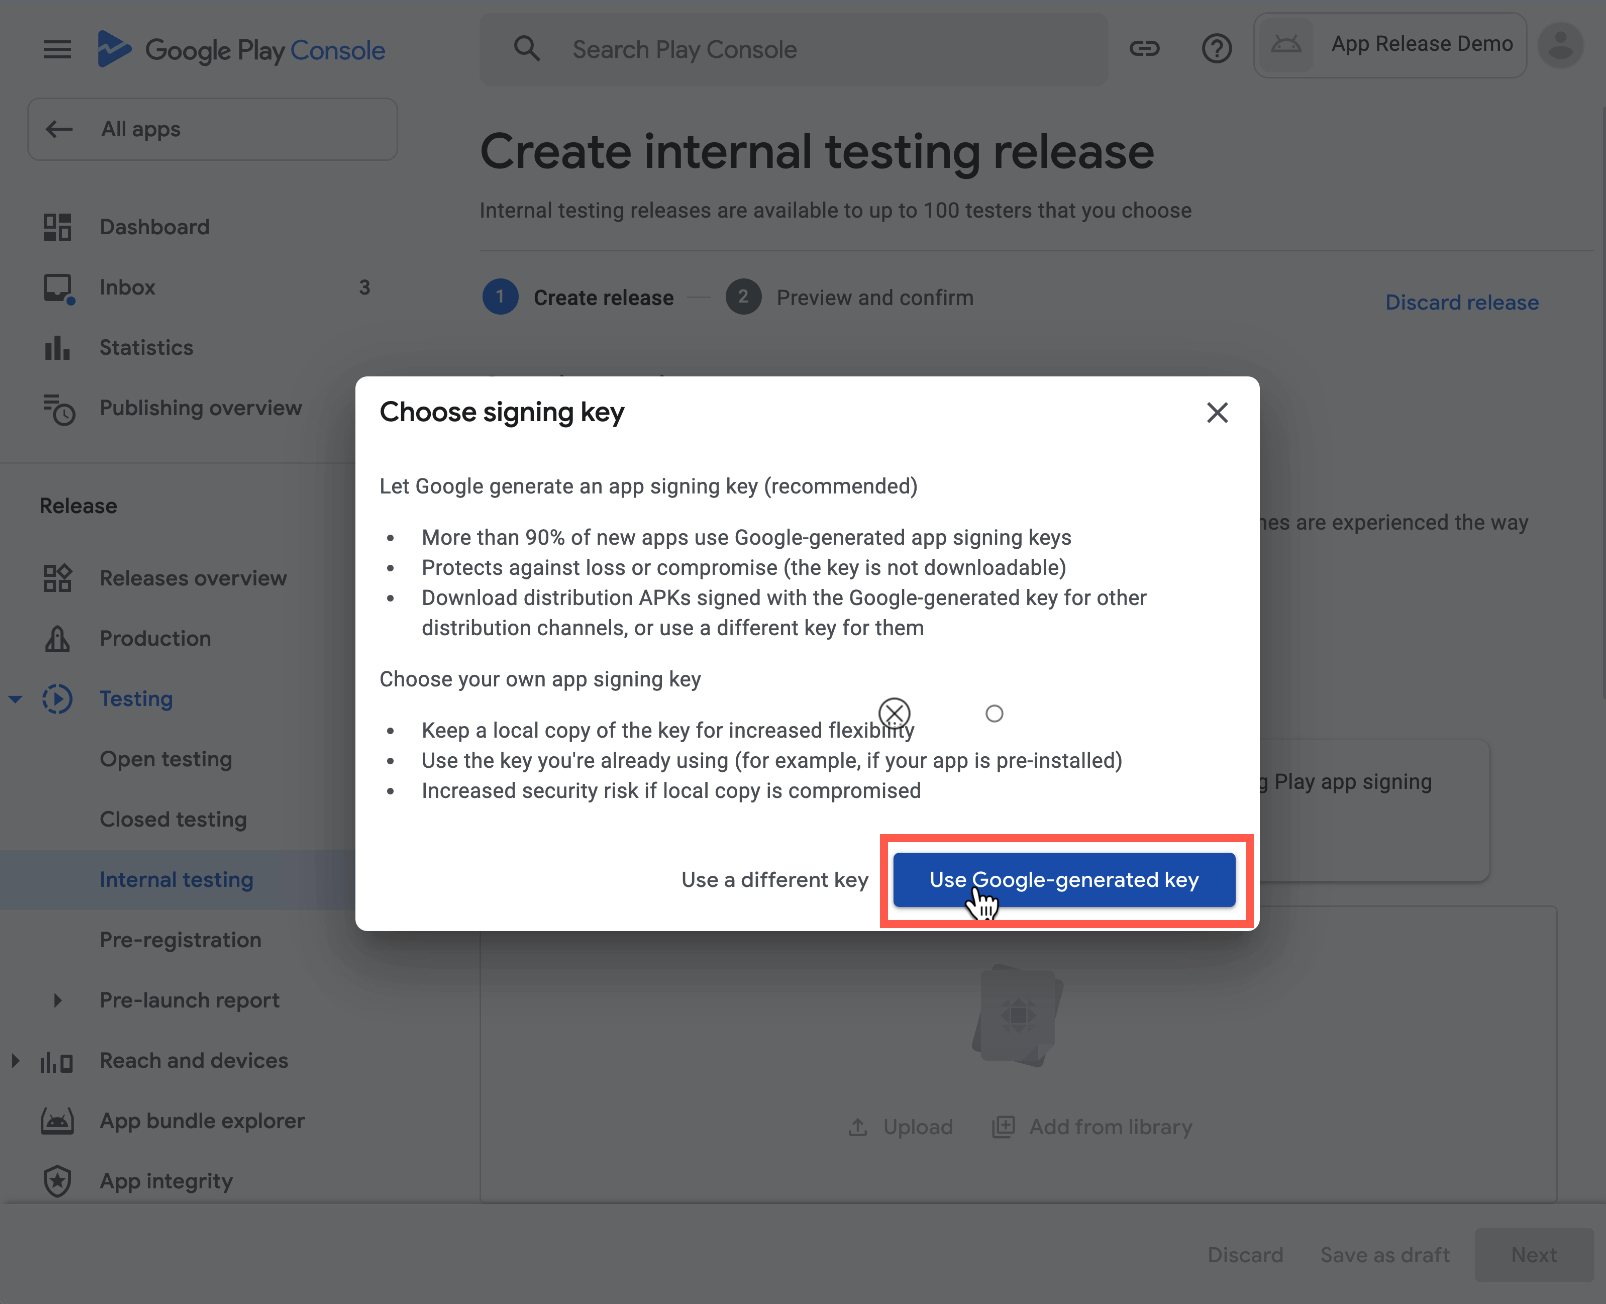 Google Play Console
Search Play Console
App Release Demo
All apps
Dashboard
Inbox
3
Statistics
Publishing overview
Release
Releases overview
Production
Testing
Open testing
Closed testing
Internal testing
Pre-registration
Pre-launch report
Reach and devices
App bundle explorer
App integrity
Create internal testing release
Internal testing releases are available to up to 100 testers that you choose
1 Create release
2 Preview and confirm
Discard release
Choose signing key
Let Google generate an app signing key (recommended)
• More than 90% of new apps use Google-generated app signing keys
• Protects against loss or compromise (the key is not downloadable)
• Download distribution APKs signed with the Google-generated key for other
distribution channels, or use a different key for them
Choose your own app signing key
• Keep a local copy of the key for increased flexibility
• Use the key you're already using (for example, if your app is pre-installed)
• Increased security risk if local copy is compromised
Use a different key
Use Google-generated key
are experienced the way
Play app signing
Upload
Add from library
Discard
Save as draft
Next